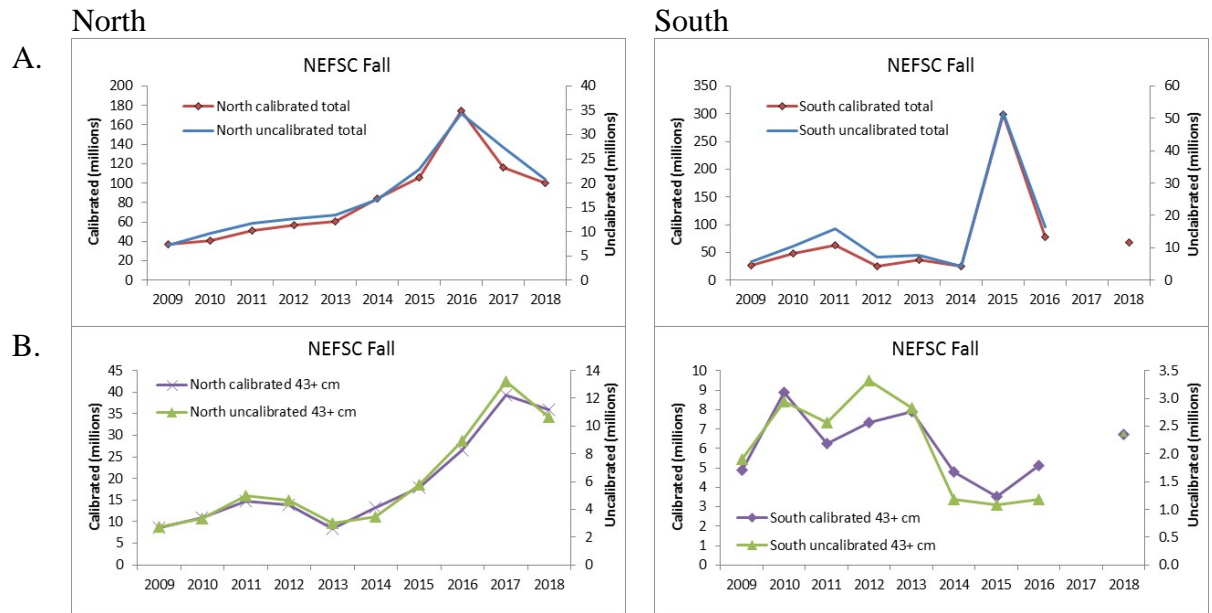 North
South
A.
NEFSC Fall
North calibrated total
North uncalibrated total
Calibrated (millions)
200
180
160
140
120
100
80
60
40
20
0
40
35
30
25
20
15
10
5
0
Unclaibrated (millions)
2009 2010 2011 2012 2013 2014 2015 2016 2017 2018
NEFSC Fall
South calibrated total
South uncalibrated total
Calibrated (millions)
350
300
250
200
150
100
50
0
60
50
40
30
20
10
0
Unclaibrated (millions)
2009 2010 2011 2012 2013 2014 2015 2016 2017 2018
B.
NEFSC Fall
North calibrated 43+ cm
North uncalibrated 43+ cm
Calibrated (millions)
45
40
35
30
25
20
15
10
5
0
14
12
10
8
6
4
2
0
Uncalibrated (millions)
2009 2010 2011 2012 2013 2014 2015 2016 2017 2018
NEFSC Fall
South calibrated 43+ cm
South uncalibrated 43+ cm
Calibrated (millions)
10
9
8
7
6
5
4
3
2
1
0
3.5
3.0
2.5
2.0
1.5
1.0
0.5
0.0
Uncalibrated (millions)
2009 2010 2011 2012 2013 2014 2015 2016 2017 2018